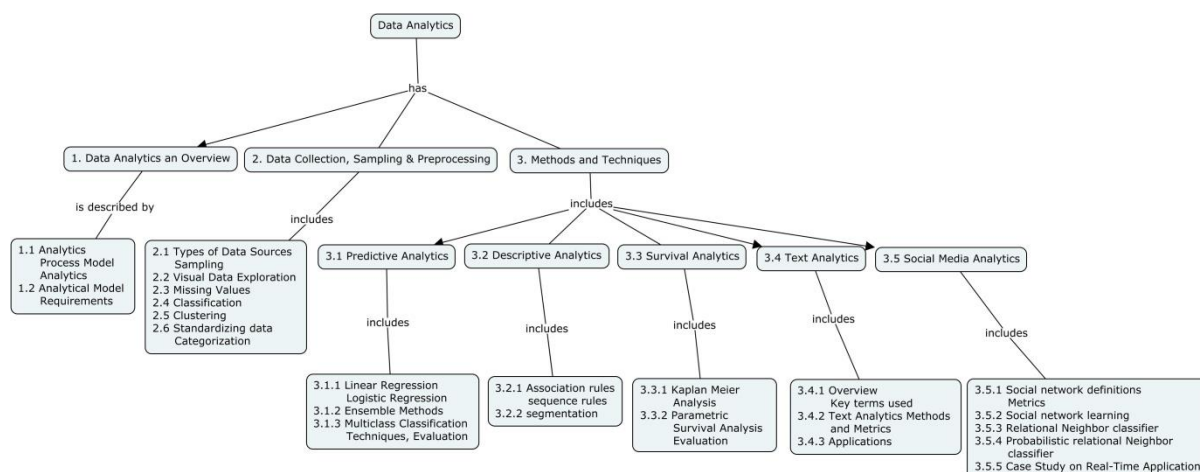 Data Analytics
has
1. Data Analytics an Overview
2. Data Collection, Sampling & Preprocessing
3. Methods and Techniques
is described by
includes
includes
1.1 Analytics
Process Model
Analytics
1.2 Analytical Model
Requirements
2.1 Types of Data Sources
Sampling
2.2 Visual Data Exploration
2.3 Missing Values
2.4 Classification
2.5 Clustering
2.6 Standardizing data
Categorization
3.1 Predictive Analytics
3.2 Descriptive Analytics
3.3 Survival Analytics
3.4 Text Analytics
3.5 Social Media Analytics
includes
includes
includes
includes
includes
3.1.1 Linear Regression
Logistic Regression
3.1.2 Ensemble Methods
3.1.3 Multiclass Classification
Techniques, Evaluation
3.2.1 Association rules
sequence rules
3.2.2 segmentation
3.3.1 Kaplan Meier
Analysis
3.3.2 Parametric
Survival Analysis
Evaluation
3.4.1 Overview
Key terms used
3.4.2 Text Analytics Methods
and Metrics
3.4.3 Applications
3.5.1 Social network definitions
Metrics
3.5.2 Social network learning
3.5.3 Relational Neighbor classifier
3.5.4 Probabilistic relational Neighbor
classifier
3.5.5 Case Study on Real-Time Application